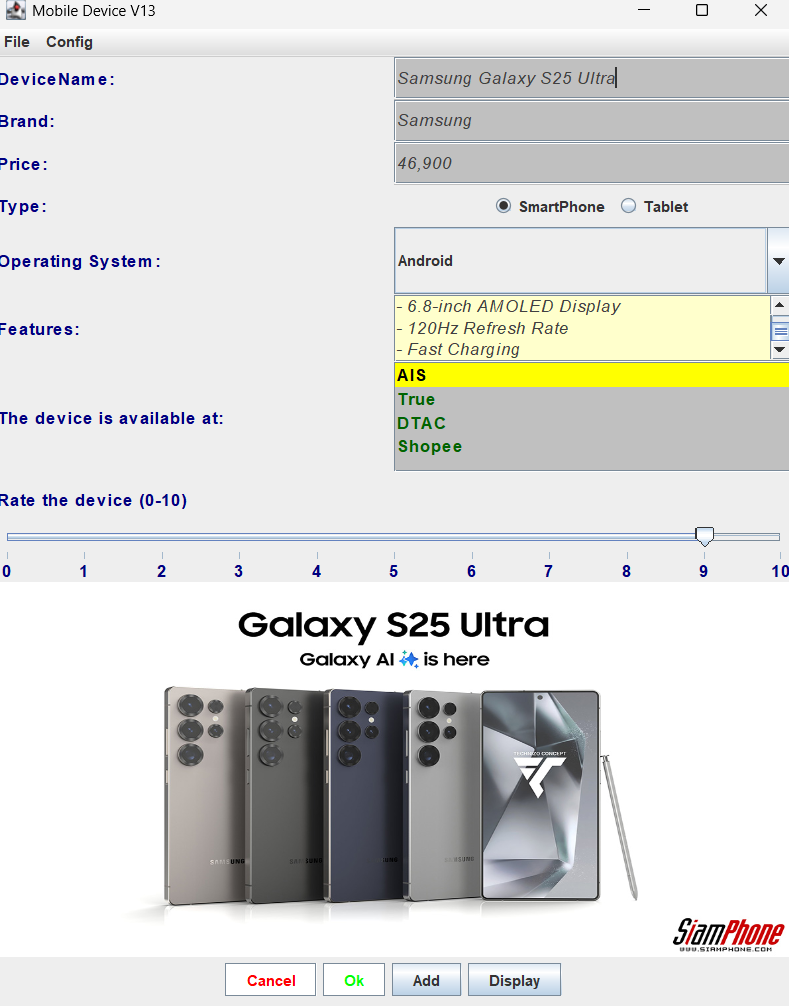 Mobile Device V13
File Config
DeviceName:
Samsung Galaxy S25 Ultra
Brand:
Samsung
Price:
46,900
Type:
SmartPhone Tablet
Operating System:
Android
Features:
- 6.8-inch AMOLED Display
- 120Hz Refresh Rate
- Fast Charging
The device is available at:
AIS
True
DTAC
Shopee
Rate the device (0-10)
0 1 2 3 4 5 6 7 8 9 10
Galaxy S25 Ultra
Galaxy AI is here
TECHNIZO CONCEPT
SAMSUNG SAMSUNG SAMSUNG SAMSUNG
SiamPhone
WWW.SIAMPHONE.COM
Cancel Ok Add Display